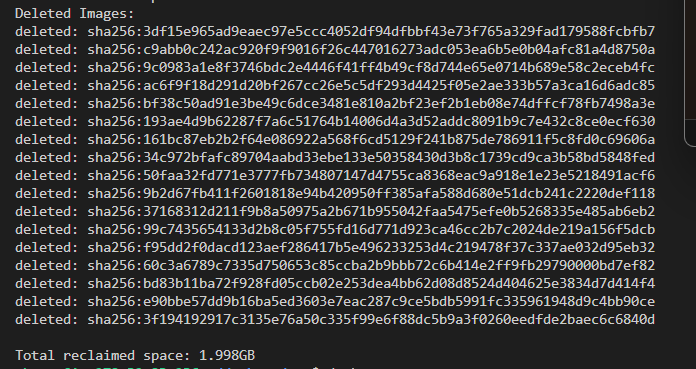 Deleted Images:
deleted: sha256:3df15e965ad9eaec97e5ccc4052df94dfbbf43e73f765a329fad179588fcbfb7
deleted: sha256:c9abb0c242ac920f9f9016f26c447016273adc053ea6b5e0b04afc81a4d8750a
deleted: sha256:9c0983a1e8f3746bdc2e4446f41ff4b49cf8d744e65e0714b689e58c2eceb4fc
deleted: sha256:ac6f9f18d291d20bf267cc26e5c5df293d4425f05e2ae333b57a3ca16d6adc85
deleted: sha256:bf38c50ad91e3be49c6dce3481e810a2bf23ef2b1eb08e74dffcf78fb7498a3e
deleted: sha256:193ae4d9b62287f7a6c51764b14006d4a3d52addc8091b9c7e432c8ce0ecf630
deleted: sha256:161bc87eb2b2f64e086922a568f6cd5129f241b875de786911f5c8fd0c69606a
deleted: sha256:34c972bfafc89704aabd33ebe133e50358430d3b8c1739cd9ca3b58bd5848fed
deleted: sha256:50faa32fd771e3777fb734807147d4755ca8368eac9a918e1e23e5218491acf6
deleted: sha256:9b2d67fb411f2601818e94b420950ff385afa588d680e51dcb241c2220def118
deleted: sha256:37168312d211f9b8a50975a2b671b955042faa5475efe0b5268335e485ab6eb2
deleted: sha256:99c7435654133d2b8c05f755fd16d771d923ca46cc2b7c2024de219a156f5dcb
deleted: sha256:f95dd2f0dacd123aef286417b5e496233253d4c219478f37c337ae032d95eb32
deleted: sha256:60c3a6789c7335d750653c85ccba2b9bbb72c6b414e2ff9fb29790000bd7ef82
deleted: sha256:bd83b11ba72f928fd05ccb02e253dea4bb62d08d8524d404625e3834d7d414f4
deleted: sha256:e90bbe57dd9b16ba5ed3603e7eac287c9ce5bdb5991fc335961948d9c4bb90ce
deleted: sha256:3f194192917c3135e76a50c335f99e6f88dc5b9a3f0260eedfde2baec6c6840d
Total reclaimed space: 1.998GB